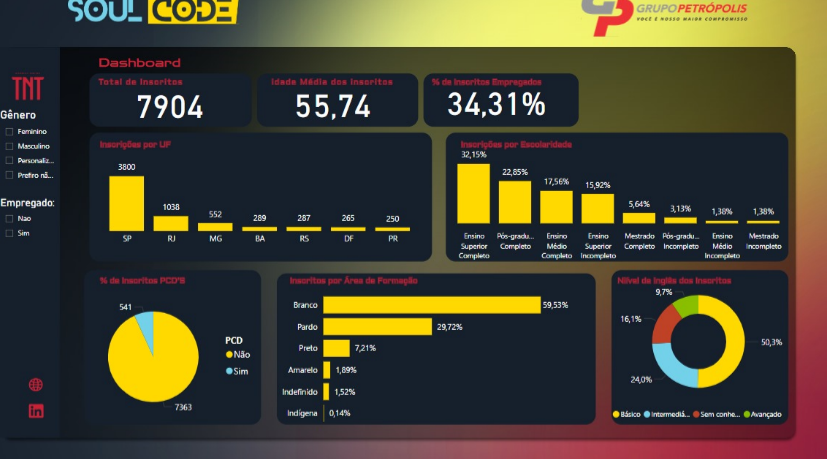 SOUL CODE
GRUPO PETRÓPOLIS
VOCÊ É NOSSO MAIOR COMPROMISSO
TNT
Gênero
Feminino
Masculino
Personaliz...
Prefiro nã...
Empregado:
Nao
Sim
Dashboard
Total de Inscritos
7904
Idade Média dos Inscritos
55,74
% de Inscritos Empregados
34,31%
Inscrições por UF
3800
1038
552
289
287
265
250
SP
RJ
MG
BA
RS
DF
PR
Inscrições por Escolaridade
32,15%
22,85%
17,56%
15,92%
5,64%
3,13%
1,38%
1,38%
Ensino Superior Completo
Pós-gradu... Completo
Ensino Médio Completo
Ensino Superior Incompleto
Mestrado Completo
Pós-gradu... Incompleto
Ensino Médio Incompleto
Mestrado Incompleto
% de Inscritos PCD'S
541
7363
PCD
Não
Sim
Inscritos por Área de Formação
Branco 59,53%
Pardo 29,72%
Preto 7,21%
Amarelo 1,89%
Indefinido 1,52%
Indígena 0,14%
Nílvel de Inglês dos Inscritos
9,7%
16,1%
50,3%
24,0%
Básico
Intermediá...
Sem conhe...
Avançado
in